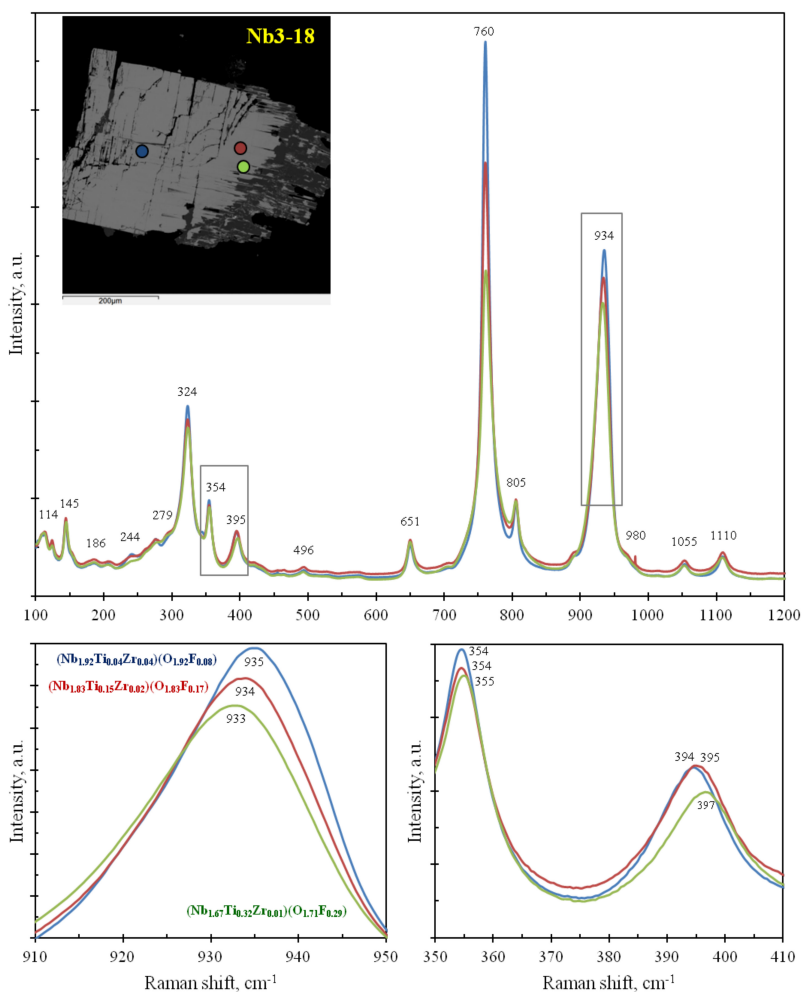 Nb3-18
200µm
760
934
324
354
395
114
145
186
244
279
496
651
805
980
1055
1110
Intensity, a.u.
100 200 300 400 500 600 700 800 900 1000 1100 1200
(Nb1.92Ti0.04Zr0.04)(O1.92F0.08)
(Nb1.83Ti0.15Zr0.02)(O1.83F0.17)
935
934
933
(Nb1.67Ti0.32Zr0.01)(O1.71F0.29)
Intensity, a.u.
910 920 930 940 950
Raman shift, cm-1
354
354
355
394 395
397
Intensity, a.u.
350 360 370 380 390 400 410
Raman shift, cm-1